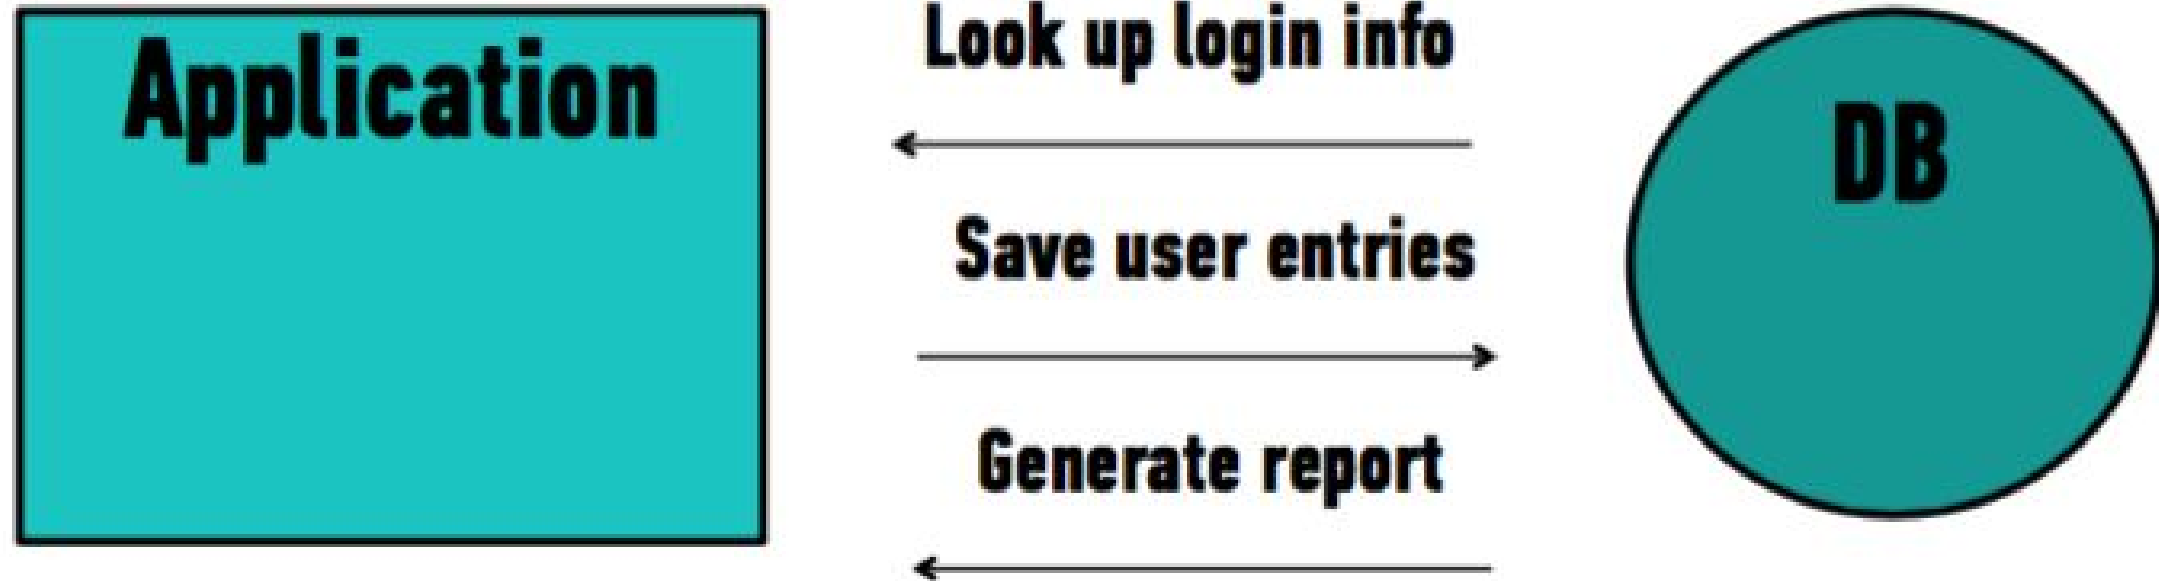 Application
Look up login info
Save user entries
Generate report
DB